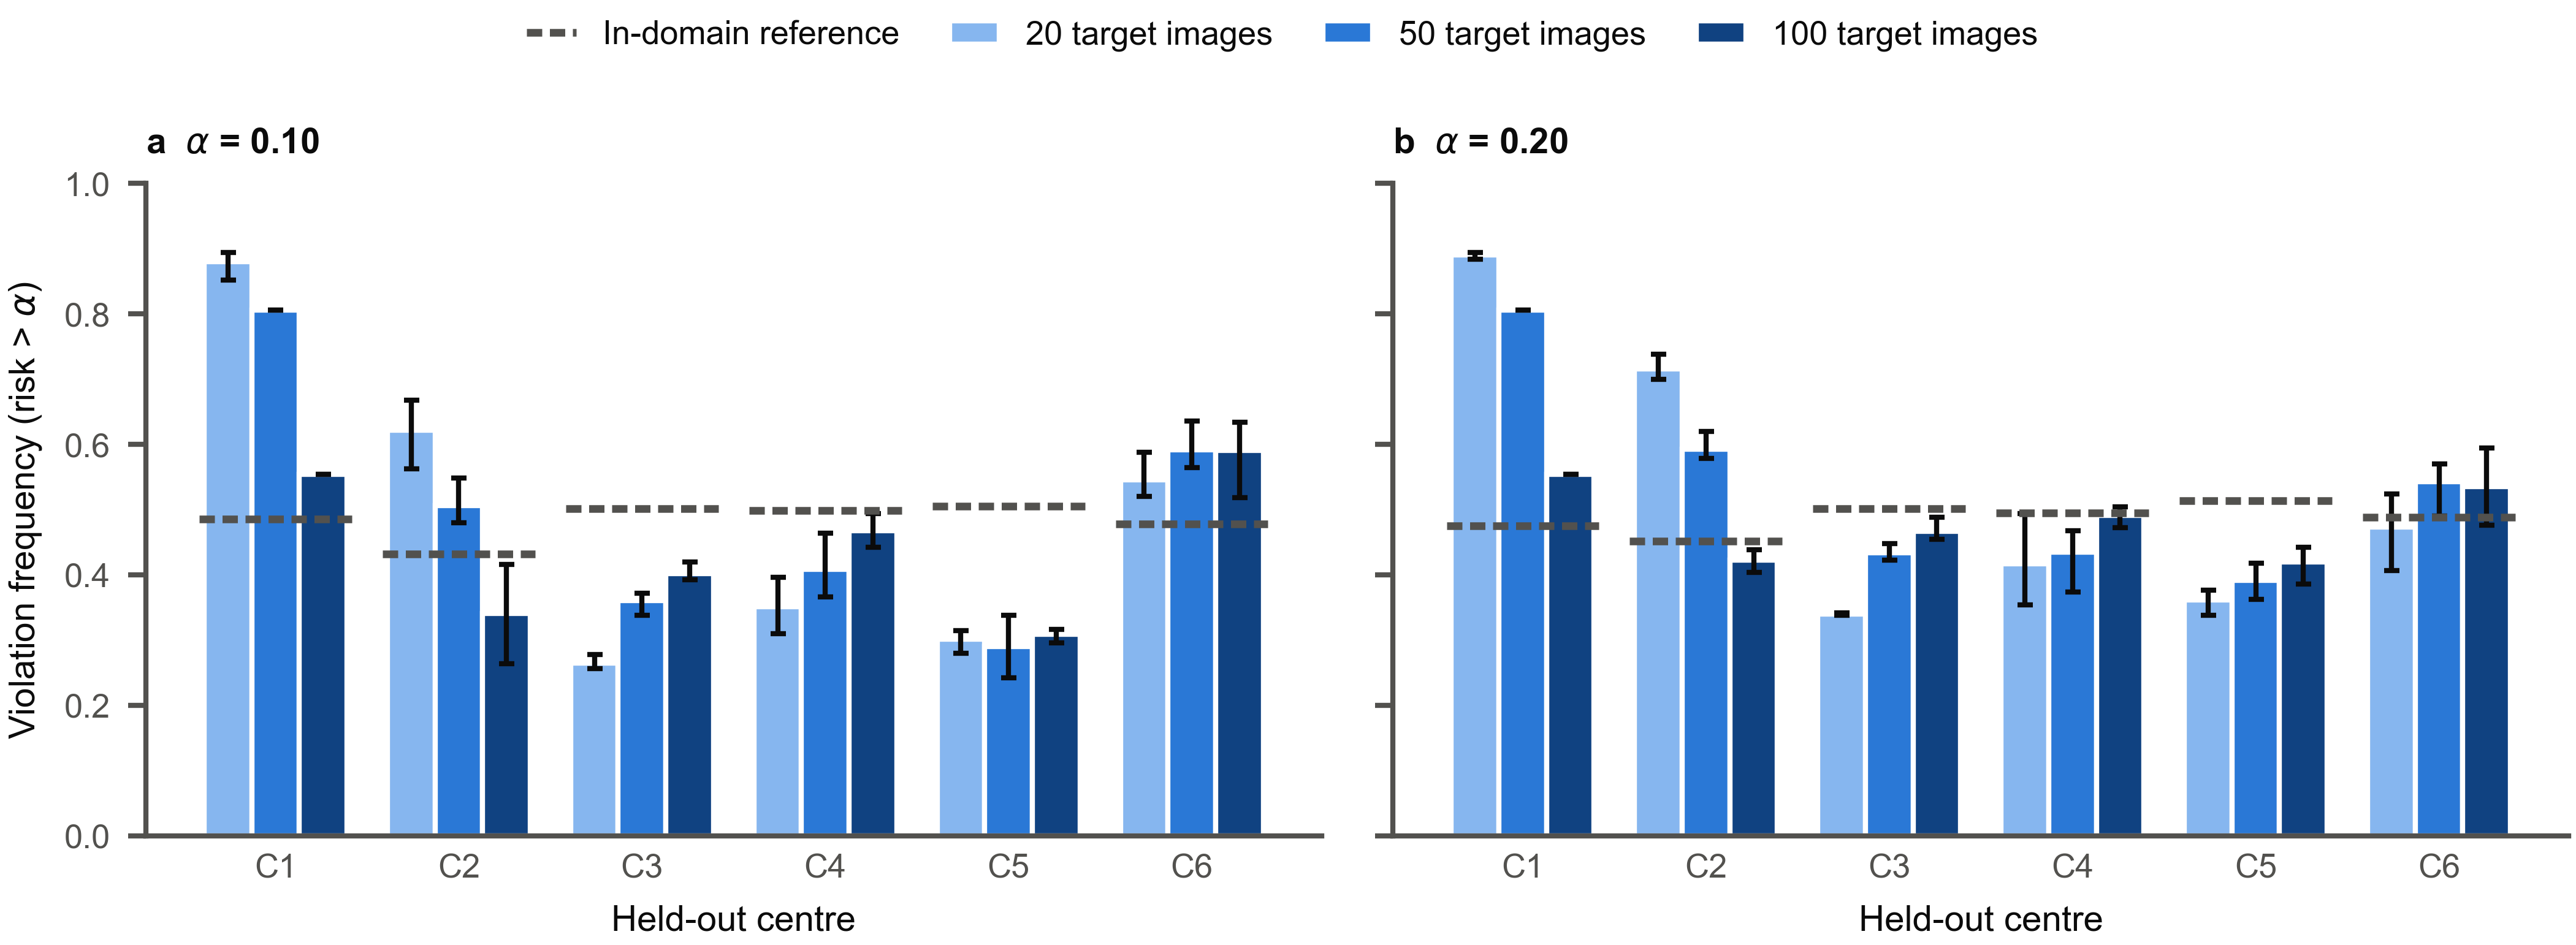 In-domain reference 20 target images 50 target images 100 target images
a α = 0.10
b α = 0.20
Violation frequency (risk > α)
1.0
0.8
0.6
0.4
0.2
0.0
C1 C2 C3 C4 C5 C6
C1 C2 C3 C4 C5 C6
Held-out centre
Held-out centre